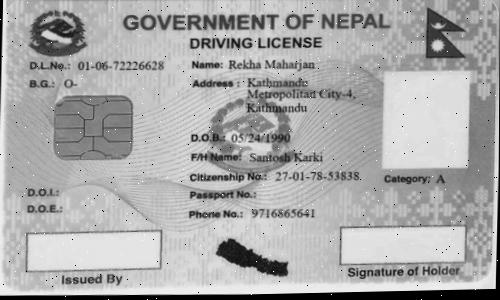 GOVERNMENT OF NEPAL
DRIVING LICENSE
D.L.No.: 01-06-72226628
Name: Rekha Maharjan
B.G.: O-
Address : Kathmandu
Metropolitan City-4,
Kathmandu
D.O.B.: 05/24/1990
F/H Name: Santosh Karki
Citizenship No.: 27-01-78-53838.
Category: A
D.O.I.:
Passport No.:
D.O.E.:
Phone No.: 9716865641
Issued By
Signature of Holder